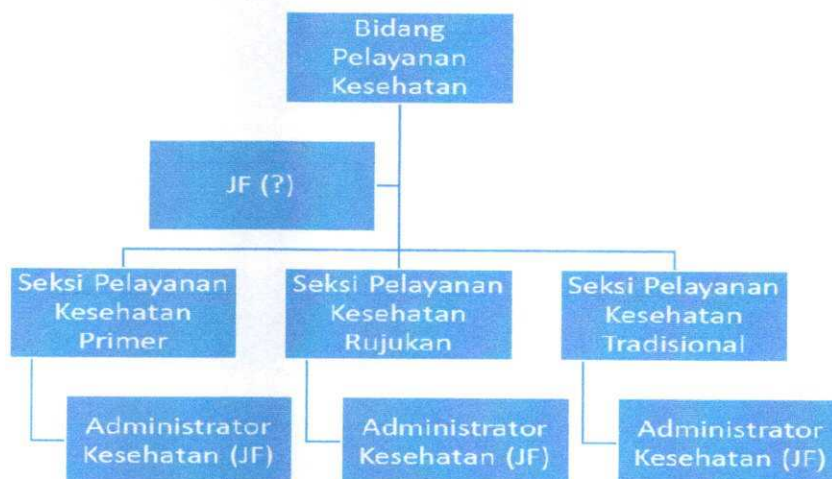 Bidang
Pelayanan
Kesehatan
JF (?)
Seksi Pelayanan
Kesehatan
Primer
Seksi Pelayanan
Kesehatan
Rujukan
Seksi Pelayanan
Kesehatan
Tradisional
Administrator
Kesehatan (JF)
Administrator
Kesehatan (JF)
Administrator
Kesehatan (JF)